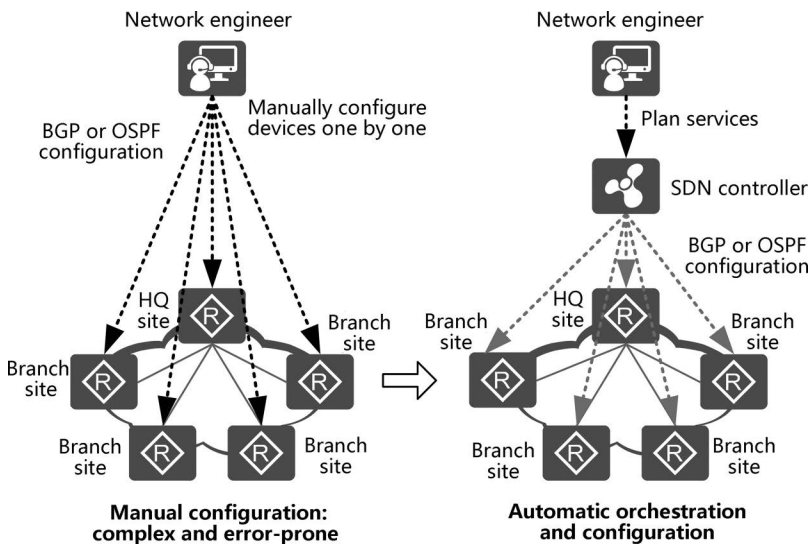 Network engineer
Manually configure
devices one by one
BGP or OSPF
configuration
HQ
site
R
Branch
site
R
Branch
site
R
Branch
site
R
Branch
site
R
Manual configuration:
complex and error-prone
Network engineer
Plan services
SDN controller
BGP or OSPF
configuration
HQ
site
R
Branch
site
R
Branch
site
R
Branch
site
R
Branch
site
R
Automatic orchestration
and configuration